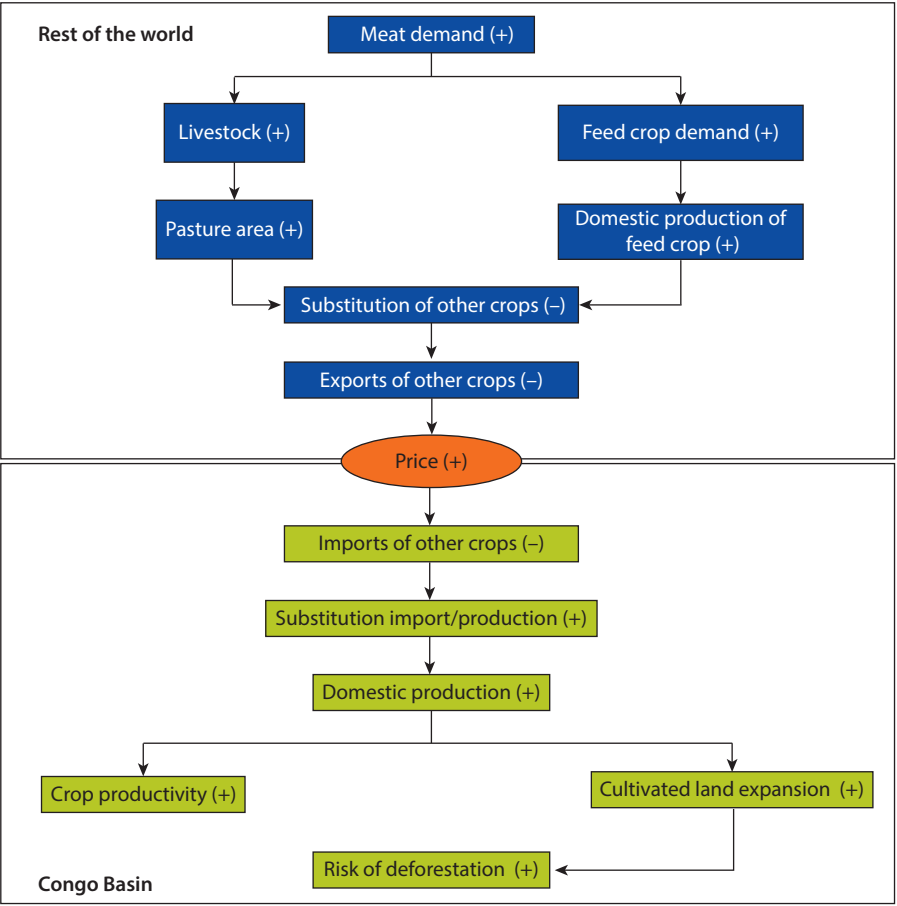 Rest of the world
Meat demand (+)
Livestock (+)
Feed crop demand (+)
Pasture area (+)
Domestic production of
feed crop (+)
Substitution of other crops (–)
Exports of other crops (–)
Price (+)
Imports of other crops (–)
Substitution import/production (+)
Domestic production (+)
Crop productivity (+)
Cultivated land expansion (+)
Risk of deforestation (+)
Congo Basin